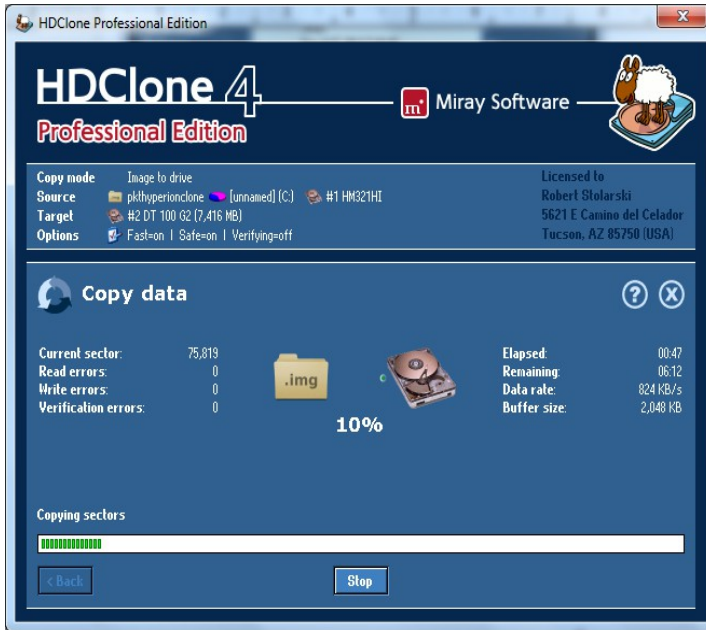 HDClone Professional Edition
x
HDClone 4
Professional Edition
m Miray Software
Copy mode Image to drive
Source pkthyperionclone [unnamed] (C:) #1 HM321HI
Target #2 DT 100 G2 (7,416 MB)
Options Fast=on | Safe=on | Verifying=off
Licensed to
Robert Stolarski
5621 E Camino del Celador
Tucson, AZ 85750 (USA)
Copy data
? X
Current sector: 75,819
Read errors: 0
Write errors: 0
Verification errors: 0
.img
10%
Elapsed: 00:47
Remaining: 06:12
Data rate: 824 KB/s
Buffer size: 2,048 KB
Copying sectors
< Back
Stop